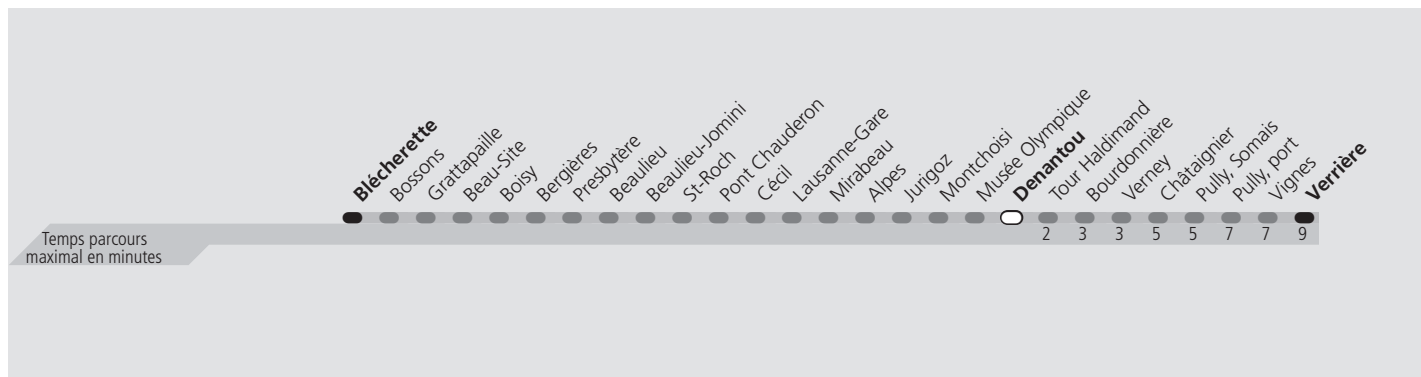 Blécherette
Bossons
Grattapaille
Beau-Site
Boisy
Bergières
Presbytère
Beaulieu
Beaulieu-Jomini
St-Roch
Pont Chauderon
Cécil
Lausanne-Gare
Mirabeau
Alpes
Jurigoz
Montchoisi
Musée Olympique
Denantou
Tour Haldimand
Bourdonnière
Verney
Châtaignier
Pully, Somais
Pully, port
Vignes
Verrière
Temps parcours
maximal en minutes
2 3 3 5 5 7 7 9